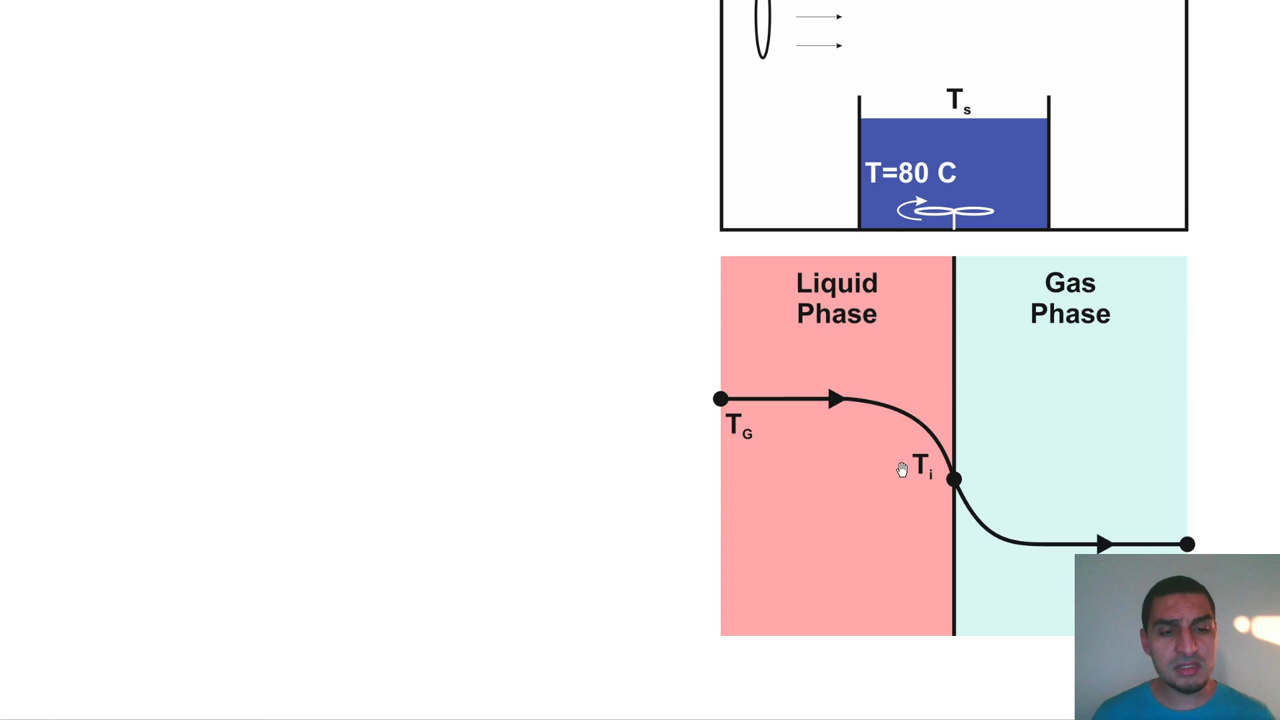 Ts
T=80 C
Liquid
Phase
Gas
Phase
TG
Ti